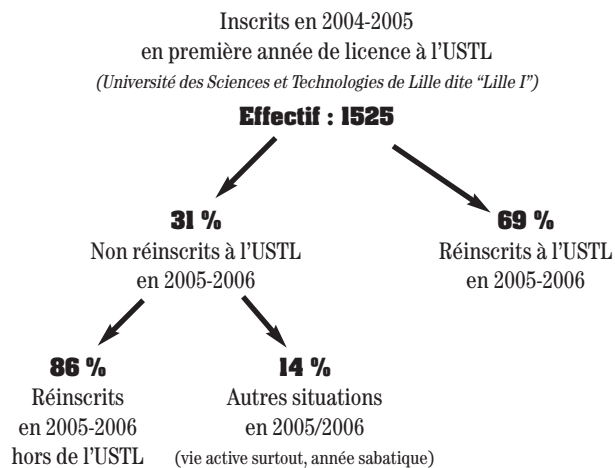 Inscrits en 2004-2005
en première année de licence à l'USTL
(Université des Sciences et Technologies de Lille dite “Lille I”)
Effectif : 1525
31 %
Non réinscrits à l'USTL
en 2005-2006
69 %
Réinscrits à l'USTL
en 2005-2006
86 %
Réinscrits
en 2005-2006
hors de l'USTL
14 %
Autres situations
en 2005/2006
(vie active surtout, année sabatique)